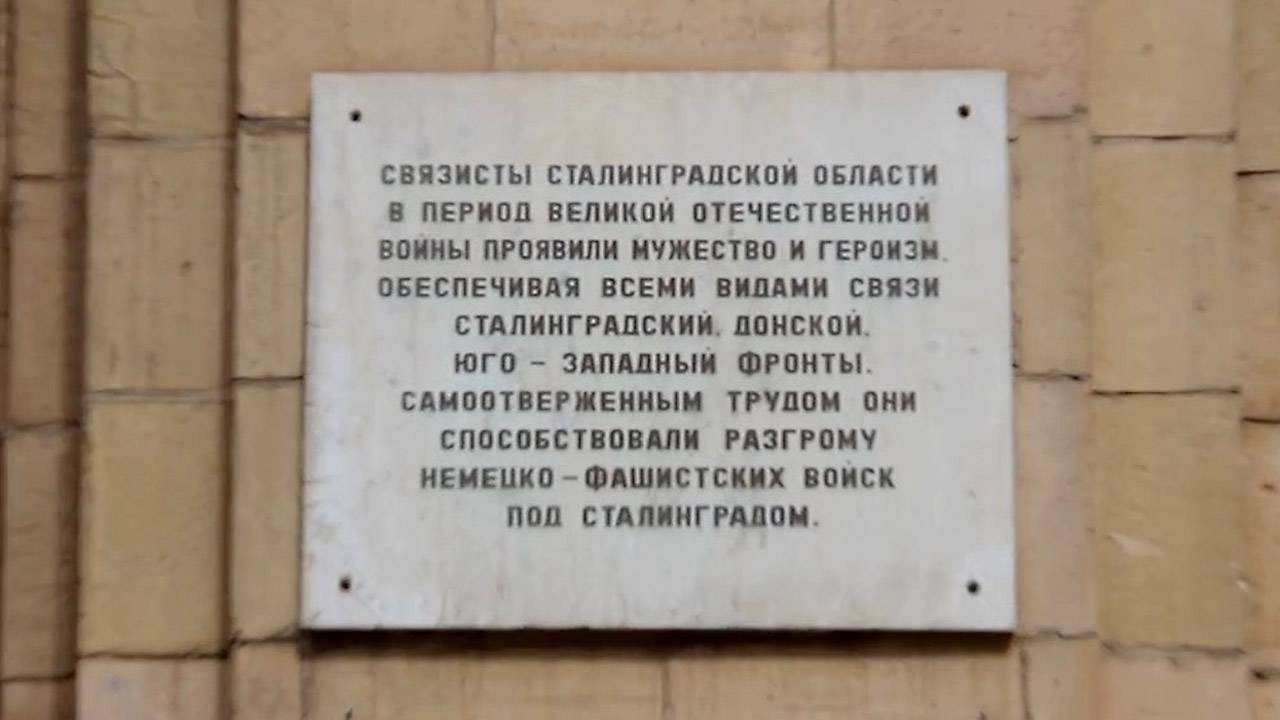 СВЯЗИСТЫ СТАЛИНГРАДСКОЙ ОБЛАСТИ
В ПЕРИОД ВЕЛИКОЙ ОТЕЧЕСТВЕННОЙ
ВОЙНЫ ПРОЯВИЛИ МУЖЕСТВО И ГЕРОИЗМ,
ОБЕСПЕЧИВАЯ ВСЕМИ ВИДАМИ СВЯЗИ
СТАЛИНГРАДСКИЙ, ДОНСКОЙ,
ЮГО - ЗАПАДНЫЙ ФРОНТЫ.
САМООТВЕРЖЕННЫМ ТРУДОМ ОНИ
СПОСОБСТВОВАЛИ РАЗГРОМУ
НЕМЕЦКО - ФАШИСТСКИХ ВОЙСК
ПОД СТАЛИНГРАДОМ.